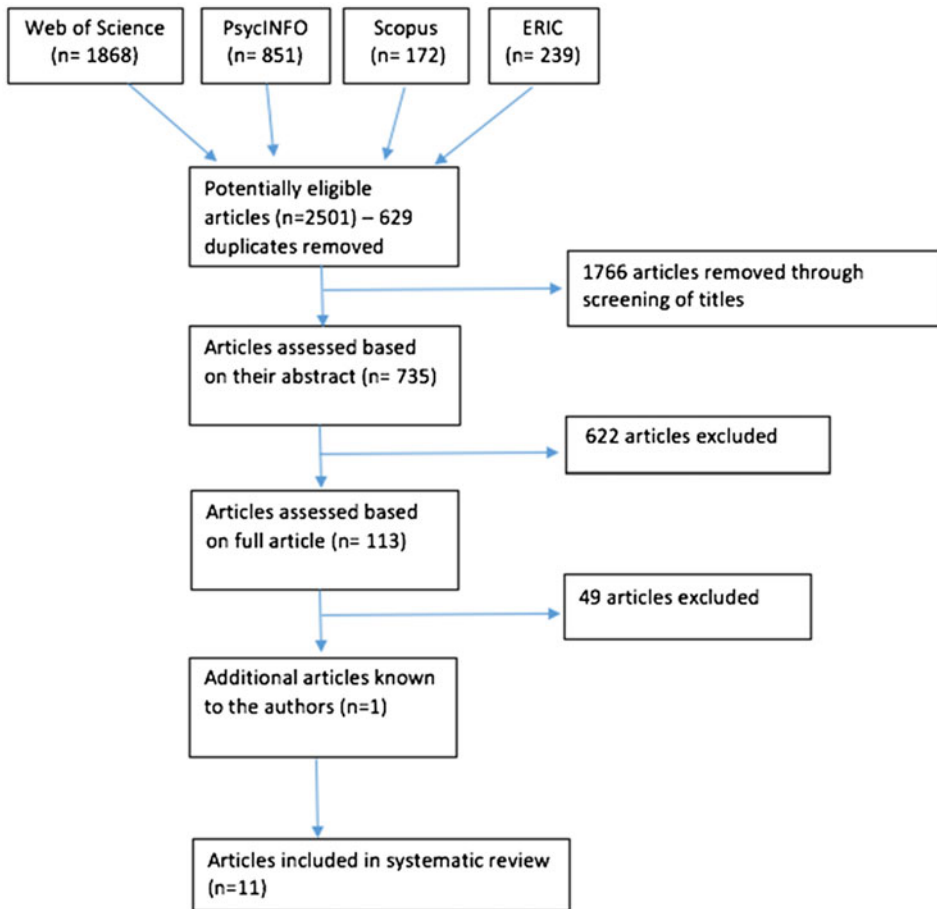 Web of Science
(n= 1868)
PsycINFO
(n= 851)
Scopus
(n= 172)
ERIC
(n= 239)
Potentially eligible
articles (n=2501) – 629
duplicates removed
1766 articles removed through
screening of titles
Articles assessed based
on their abstract (n= 735)
622 articles excluded
Articles assessed based
on full article (n= 113)
49 articles excluded
Additional articles known
to the authors (n=1)
Articles included in systematic review
(n=11)